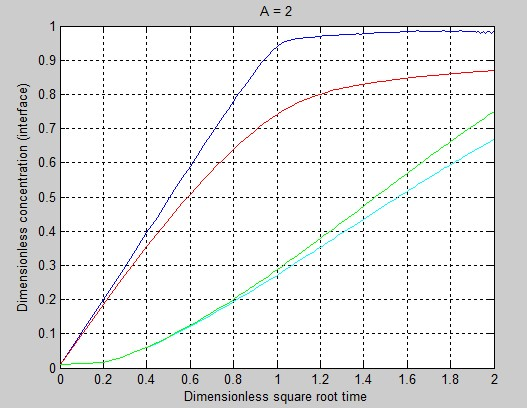 A = 2
1
0.9
0.8
0.7
0.6
0.5
0.4
0.3
0.2
0.1
0
Dimensionless concentration (interface)
0 0.2 0.4 0.6 0.8 1 1.2 1.4 1.6 1.8 2
Dimensionless square root time